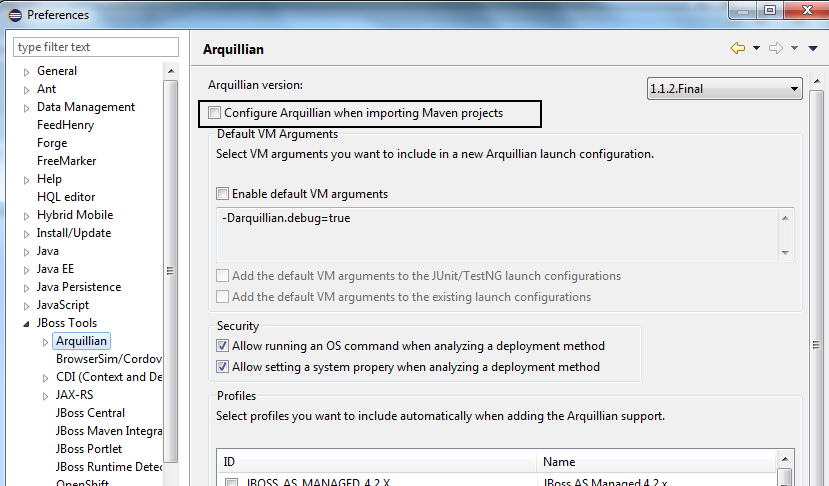 Preferences
type filter text
General
Ant
Data Management
FeedHenry
Forge
FreeMarker
Help
HQL editor
Hybrid Mobile
Install/Update
Java
Java EE
Java Persistence
JavaScript
JBoss Tools
Arquillian
BrowserSim/Cordov
CDI (Context and De
JAX-RS
JBoss Central
JBoss Maven Integra
JBoss Portlet
JBoss Runtime Detec
OpenShift
Arquillian
Arquillian version:
1.1.2.Final
Configure Arquillian when importing Maven projects
Default VM Arguments
Select VM arguments you want to include in a new Arquillian launch configuration.
Enable default VM arguments
-Darquillian.debug=true
Add the default VM arguments to the JUnit/TestNG launch configurations
Add the default VM arguments to the existing launch configurations
Security
Allow running an OS command when analyzing a deployment method
Allow setting a system propery when analyzing a deployment method
Profiles
Select profiles you want to include automatically when adding the Arquillian support.
ID Name
JBOSS_AS_MANAGED_4.2.X JBoss AS Managed 4.2.x